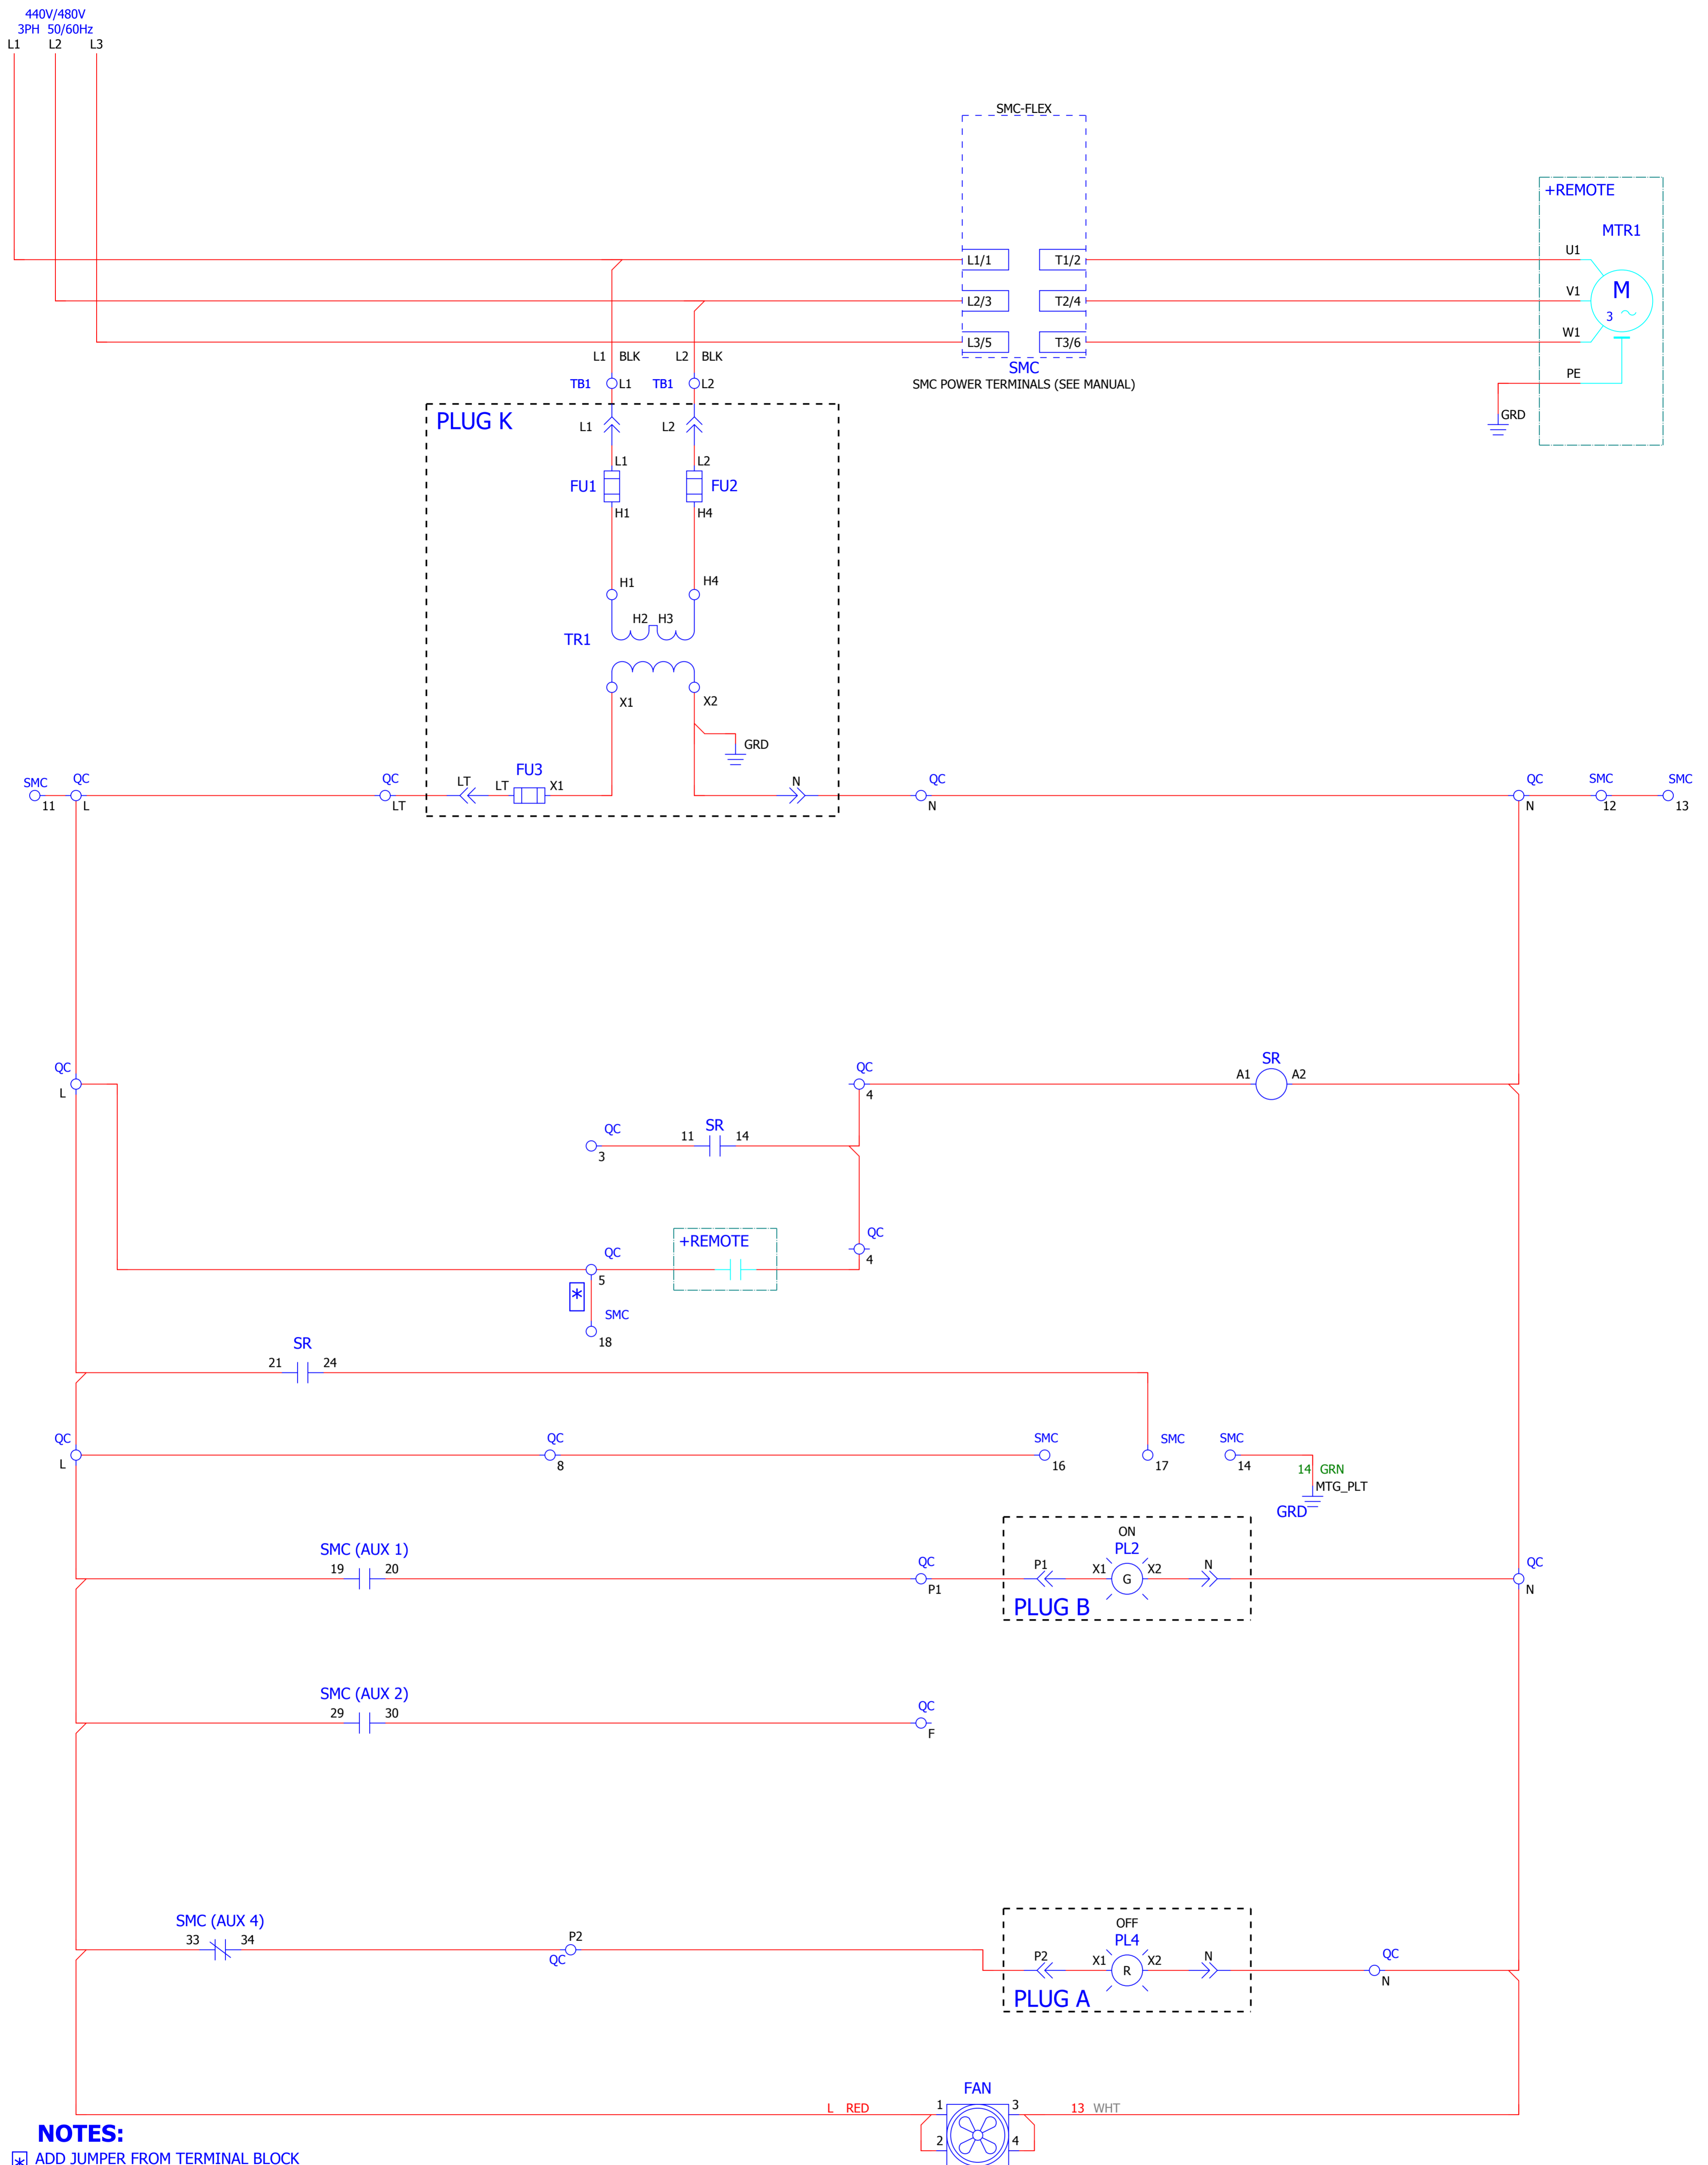 440V/480V
3PH 50/60Hz
L1 L2 L3
SMC-FLEX
+REMOTE
MTR1
L1/1 T1/2 U1
L2/3 T2/4 V1 M
3
L3/5 T3/6 W1
SMC
SMC POWER TERMINALS (SEE MANUAL)
PE
GRD
L1 BLK L2 BLK
TB1 L1 TB1 L2
PLUG K
L1 L2
L1 L2
FU1 FU2
H1 H4
H1 H4
H2 H3
TR1
X1 X2
GRD
FU3
SMC QC QC LT LT X1 N QC QC SMC SMC
11 L LT N N 12 13
QC QC SR
L 4 A1 A2
QC SR
3 11 14
QC
4
+REMOTE
QC
5
*
SMC
18
SR
21 24
QC QC SMC SMC SMC
L 8 16 17 14
14 GRN
MTG_PLT
GRD
ON
PL2
SMC (AUX 1)
19 20 QC P1 X1 G X2 N QC
P1 N
PLUG B
SMC (AUX 2)
29 30 QC
F
OFF
PL4
SMC (AUX 4)
33 34 P2
QC
P2 X1 R X2 N QC
N
PLUG A
FAN
L RED 1 3 13 WHT
2 4
NOTES:
* ADD JUMPER FROM TERMINAL BLOCK